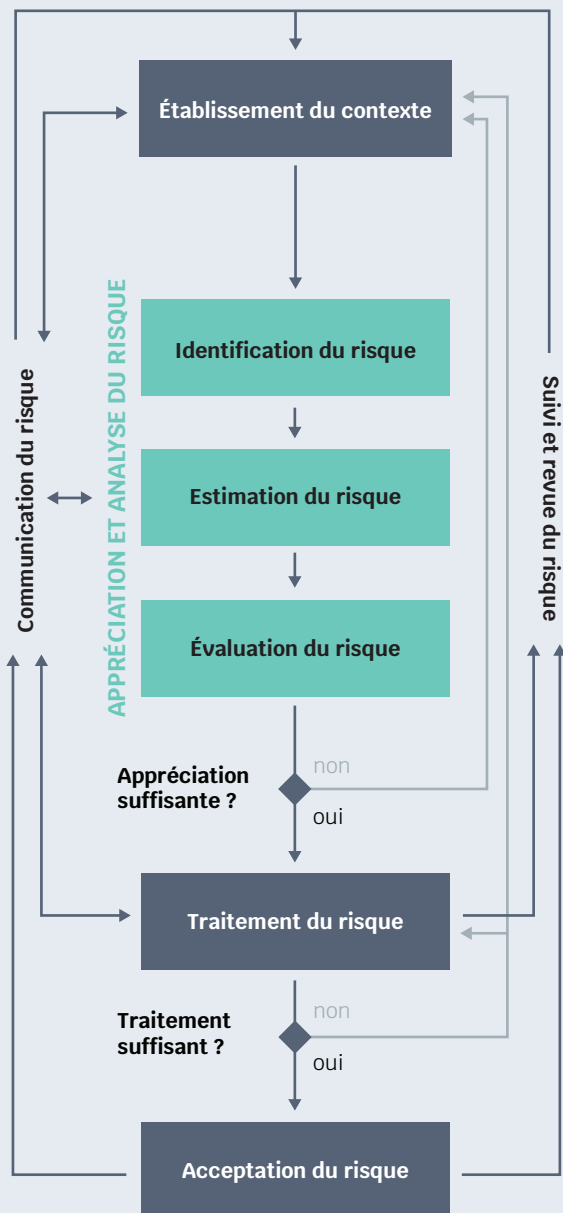 Établissement du contexte
APPRÉCIATION ET ANALYSE DU RISQUE
Identification du risque
Communication du risque
Suivi et revue du risque
Estimation du risque
Évaluation du risque
Appréciation
suffisante ?
non
oui
Traitement du risque
Traitement
suffisant ?
non
oui
Acceptation du risque